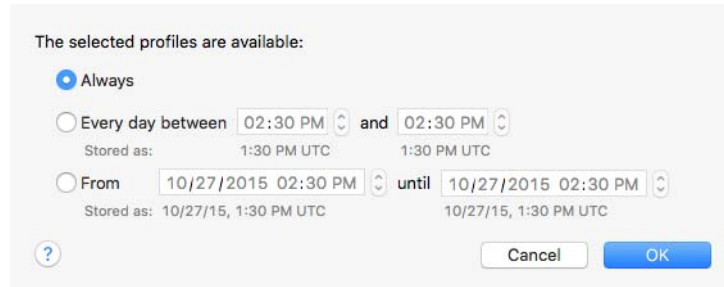 The selected profiles are available:
Always
Every day between 02:30 PM and 02:30 PM
Stored as: 1:30 PM UTC 1:30 PM UTC
From 10/27/2015 02:30 PM until 10/27/2015 02:30 PM
Stored as: 10/27/15, 1:30 PM UTC 10/27/15, 1:30 PM UTC
? Cancel OK